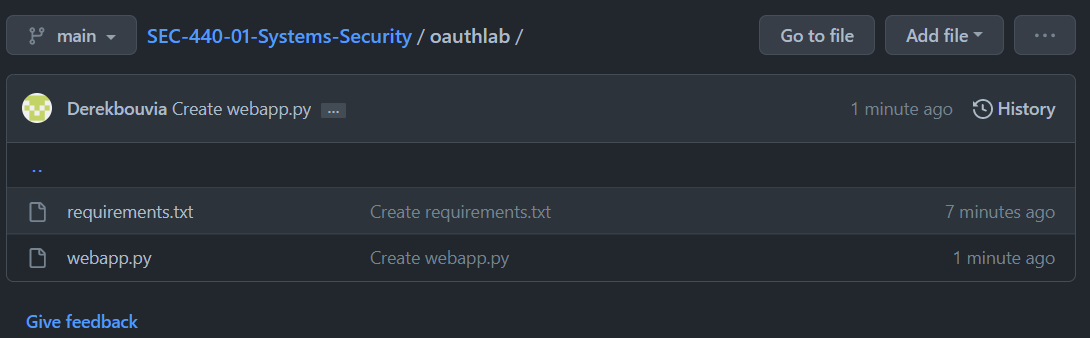 main SEC-440-01-Systems-Security / oauthlab / Go to file Add file ...
Derekbouvia Create webapp.py ... 1 minute ago History
..
requirements.txt Create requirements.txt 7 minutes ago
webapp.py Create webapp.py 1 minute ago
Give feedback